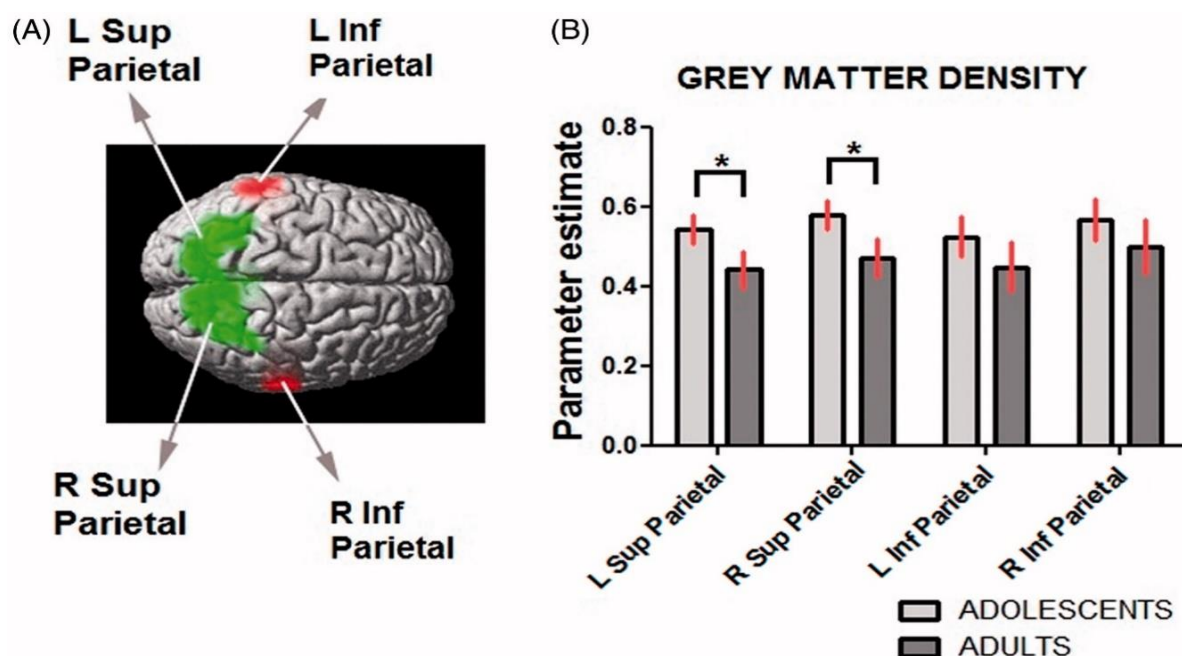 (A)
L Sup
Parietal
L Inf
Parietal
R Sup
Parietal
R Inf
Parietal
(B)
GREY MATTER DENSITY
Parameter estimate
0.8
0.6
0.4
0.2
0.0
*
*
L Sup Parietal
R Sup Parietal
L Inf Parietal
R Inf Parietal
ADOLESCENTS
ADULTS